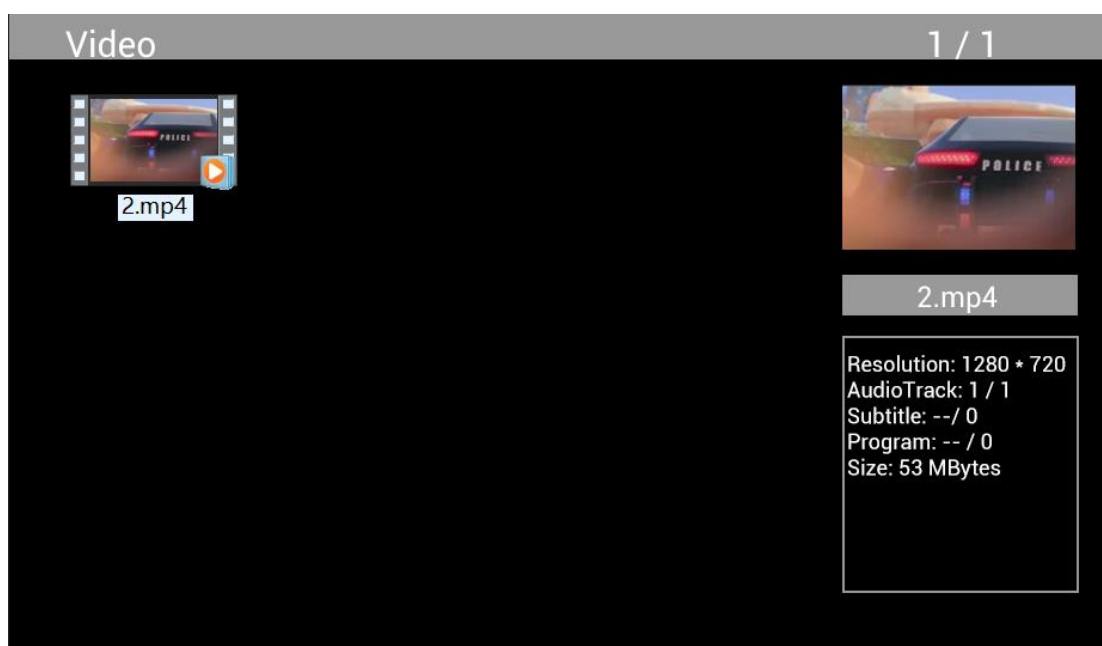 Video
1 / 1
POLICE
2.mp4
POLICE
2.mp4
Resolution: 1280 * 720
AudioTrack: 1 / 1
Subtitle: --/ 0
Program: -- / 0
Size: 53 MBytes